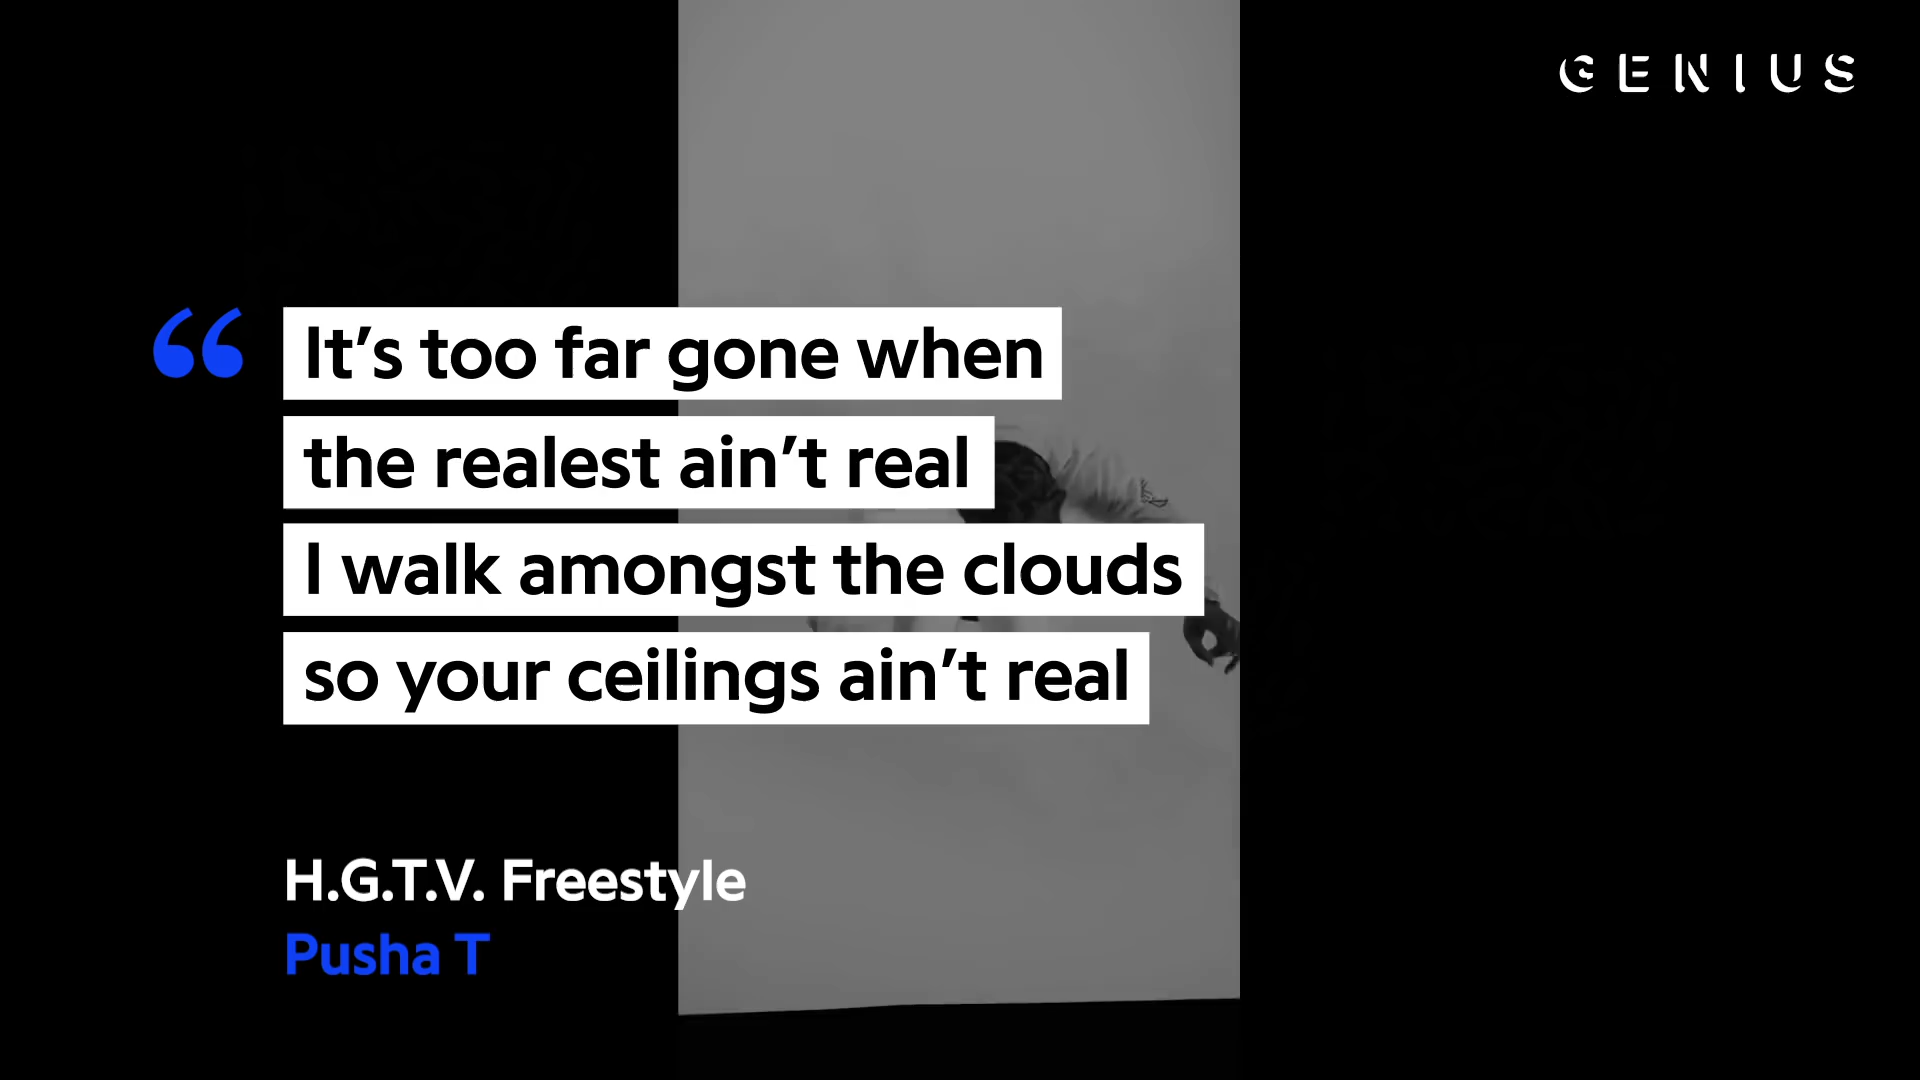 GENIUS
“It’s too far gone when
the realest ain’t real
I walk amongst the clouds
so your ceilings ain’t real
H.G.T.V. Freestyle
Pusha T